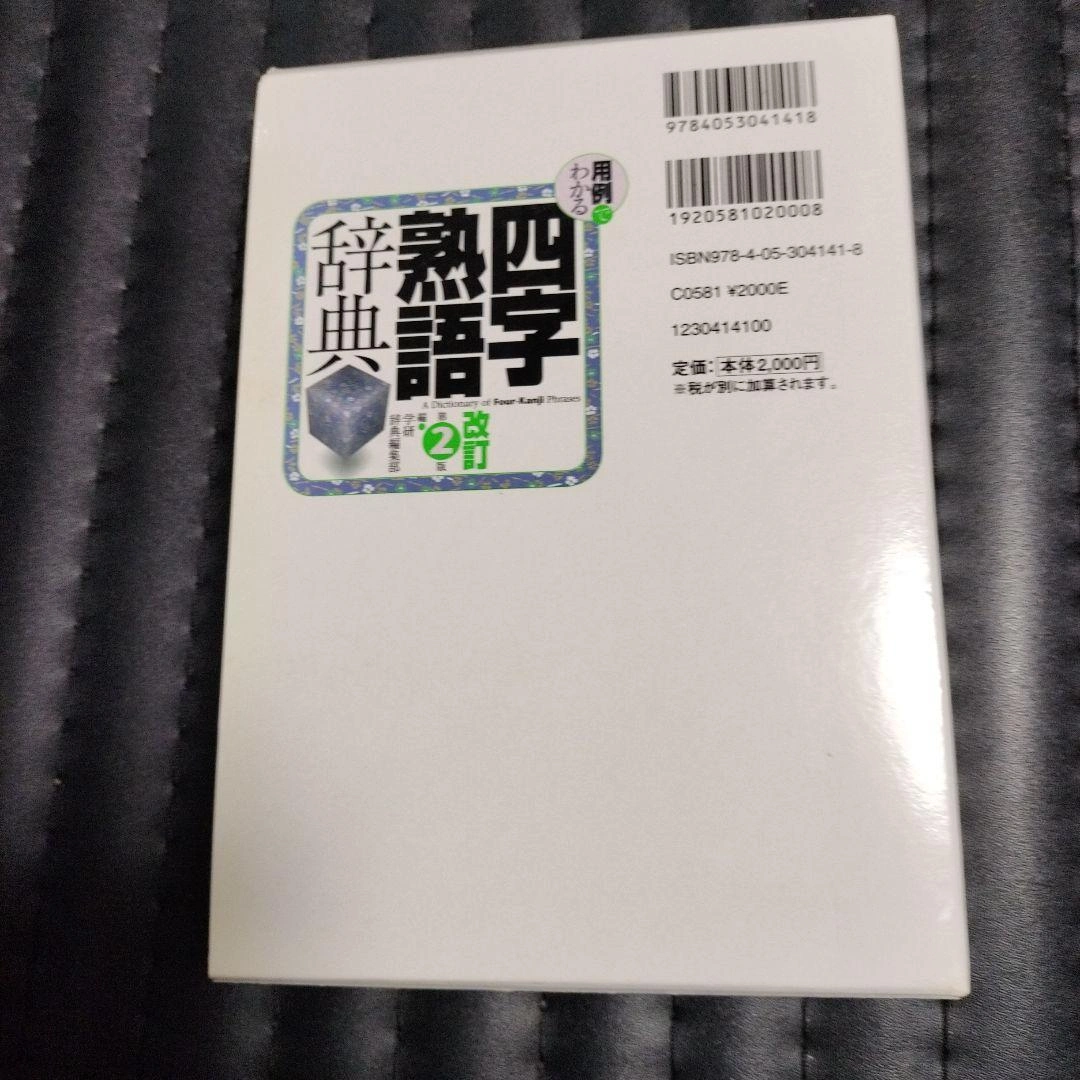 9784053041418
1920581020008
ISBN978-4-05-304141-8
C0581 ¥2000E
1230414100
定価:本体2,000円
※税が別に加算されます。
用例で
わかる
四字
熟語
辞典
A Dictionary of Four-Kanji Phrases
改訂
第2版
編・
学研
辞典編集部